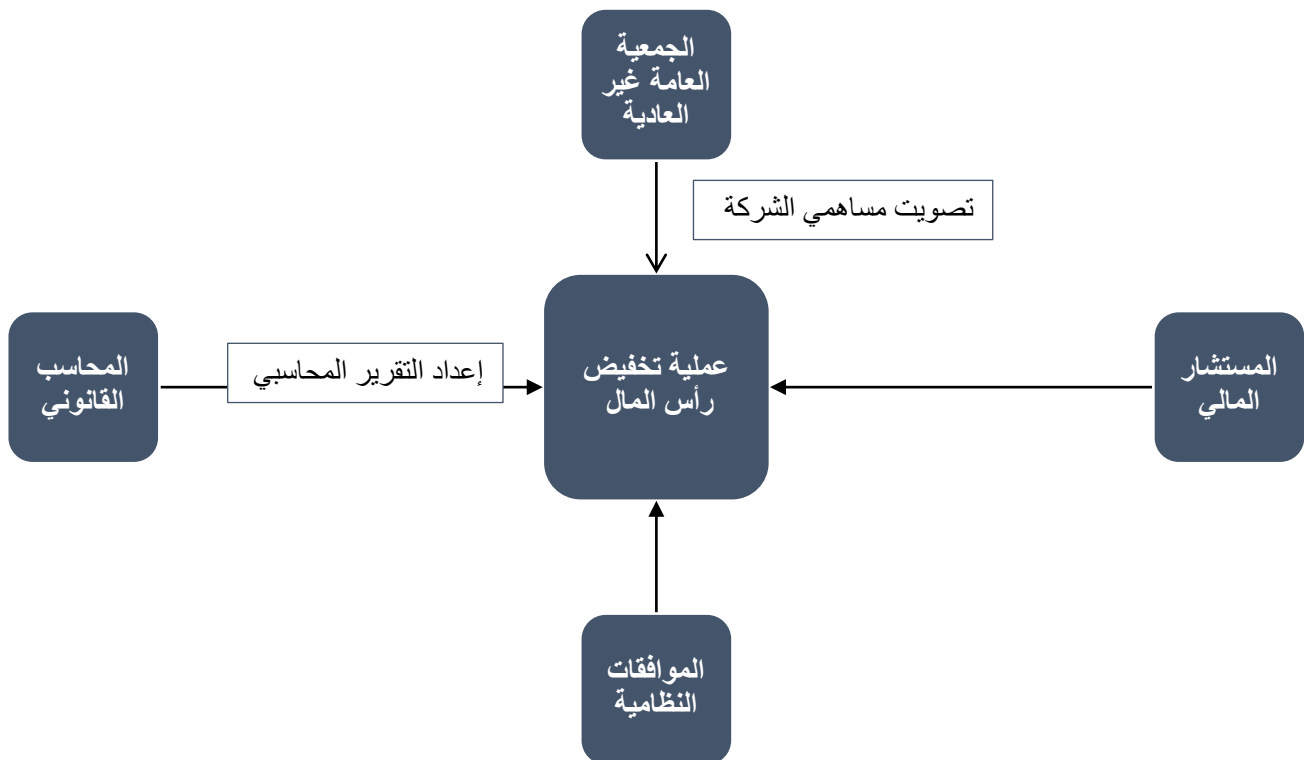 الجمعية
العامة غير
العادية
تصويت مساهمي الشركة
المستشار
المالي
عملية تخفيض
رأس المال
إعداد التقرير المحاسبي
المحاسب
القانوني
الموافقات
النظامية